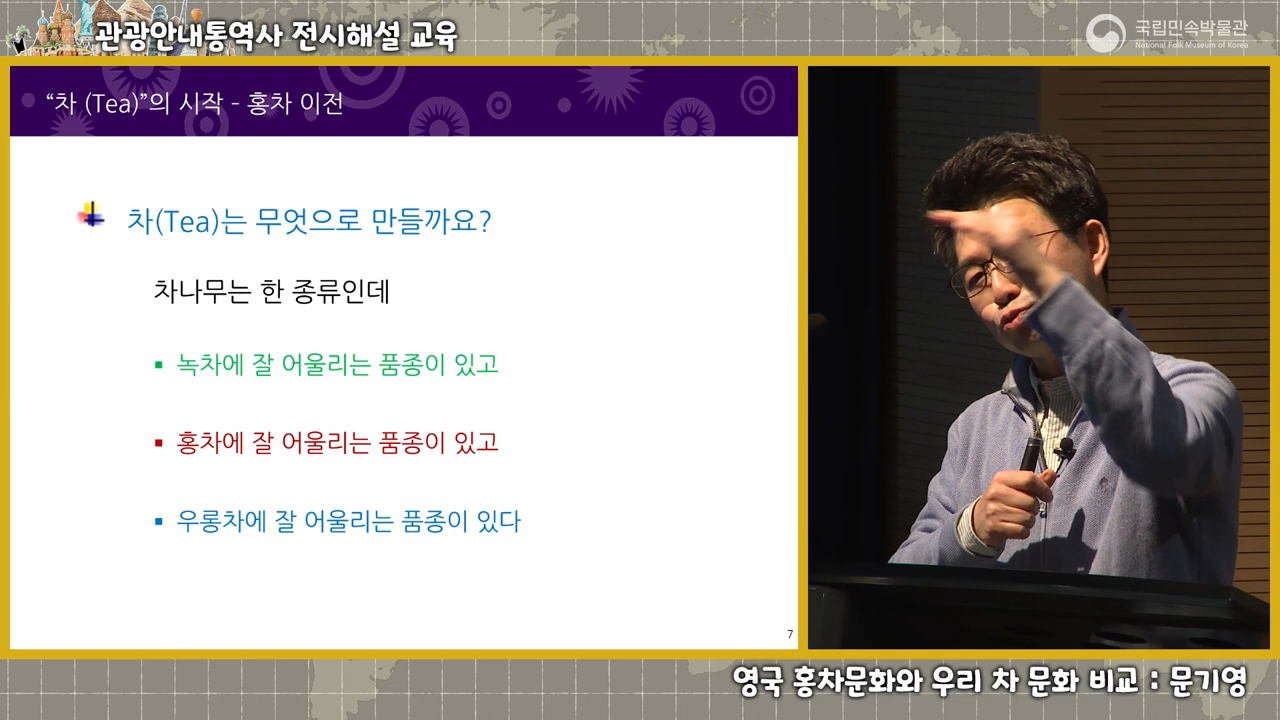 관광안내통역사 전시해설 교육
국립민속박물관
National Folk Museum of Korea
“차 (Tea)”의 시작 - 홍차 이전
차(Tea)는 무엇으로 만들까요?
차나무는 한 종류인데
▪ 녹차에 잘 어울리는 품종이 있고
▪ 홍차에 잘 어울리는 품종이 있고
▪ 우롱차에 잘 어울리는 품종이 있다
7
영국 홍차문화와 우리 차 문화 비교 : 문기영